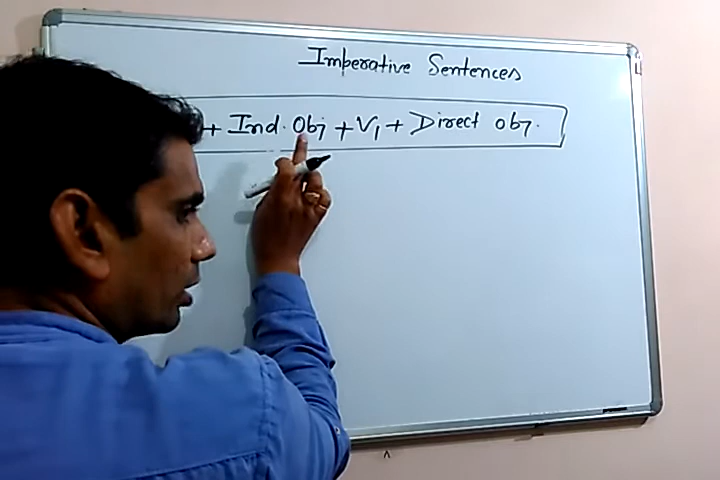 Imperative Sentences
+ Ind. Obj + V1 + Direct obj.